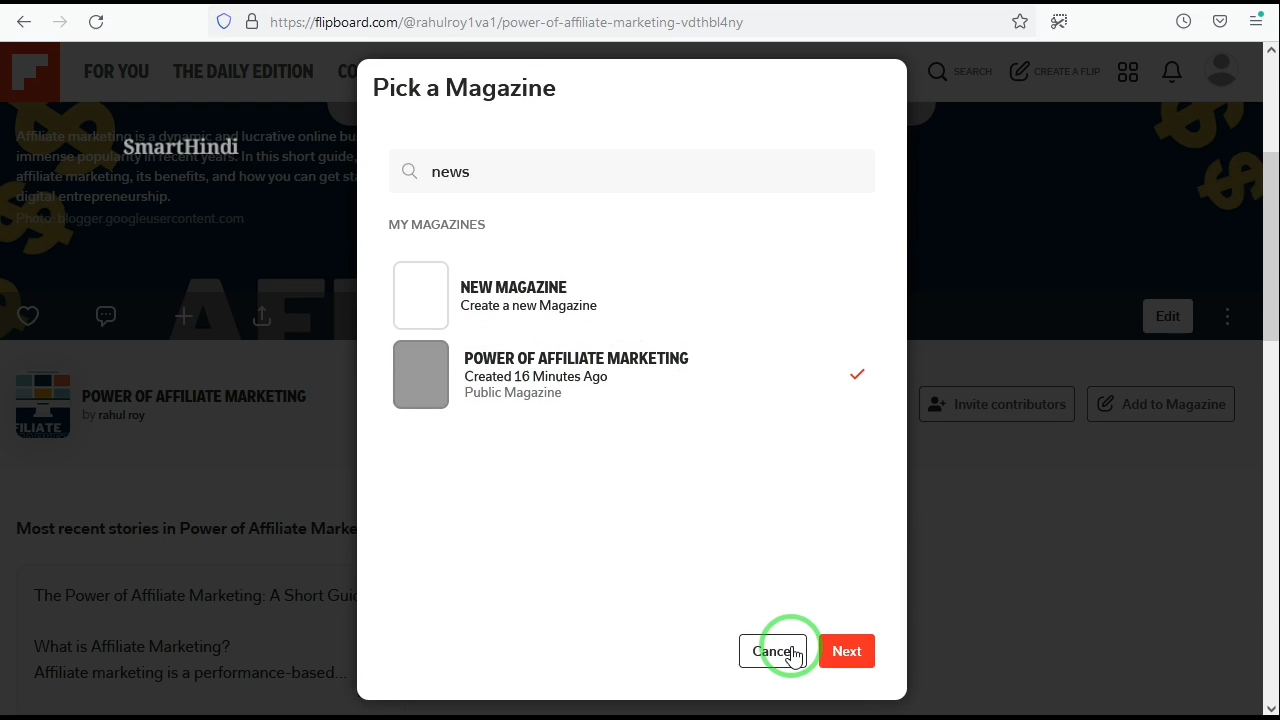 https://flipboard.com/@rahulroy1va1/power-of-affiliate-marketing-vdthbl4ny
FOR YOU
THE DAILY EDITION
CO
SEARCH
CREATE A FLIP
Pick a Magazine
Affiliate marketing is a dynamic and lucrative online bu
SmartHindi
immense popularity in recent years. In this short guide,
affiliate marketing, its benefits, and how you can get sta
digital entrepreneurship.
Photo: blogger.googleusercontent.com
news
MY MAGAZINES
NEW MAGAZINE
Create a new Magazine
POWER OF AFFILIATE MARKETING
Created 16 Minutes Ago
Public Magazine
AFF
Edit
FILIATE
POWER OF AFFILIATE MARKETING
by rahul roy
Invite contributors
Add to Magazine
Most recent stories in Power of Affiliate Marke
The Power of Affiliate Marketing: A Short Guid
What is Affiliate Marketing?
Affiliate marketing is a performance-based...
Cancel
Next